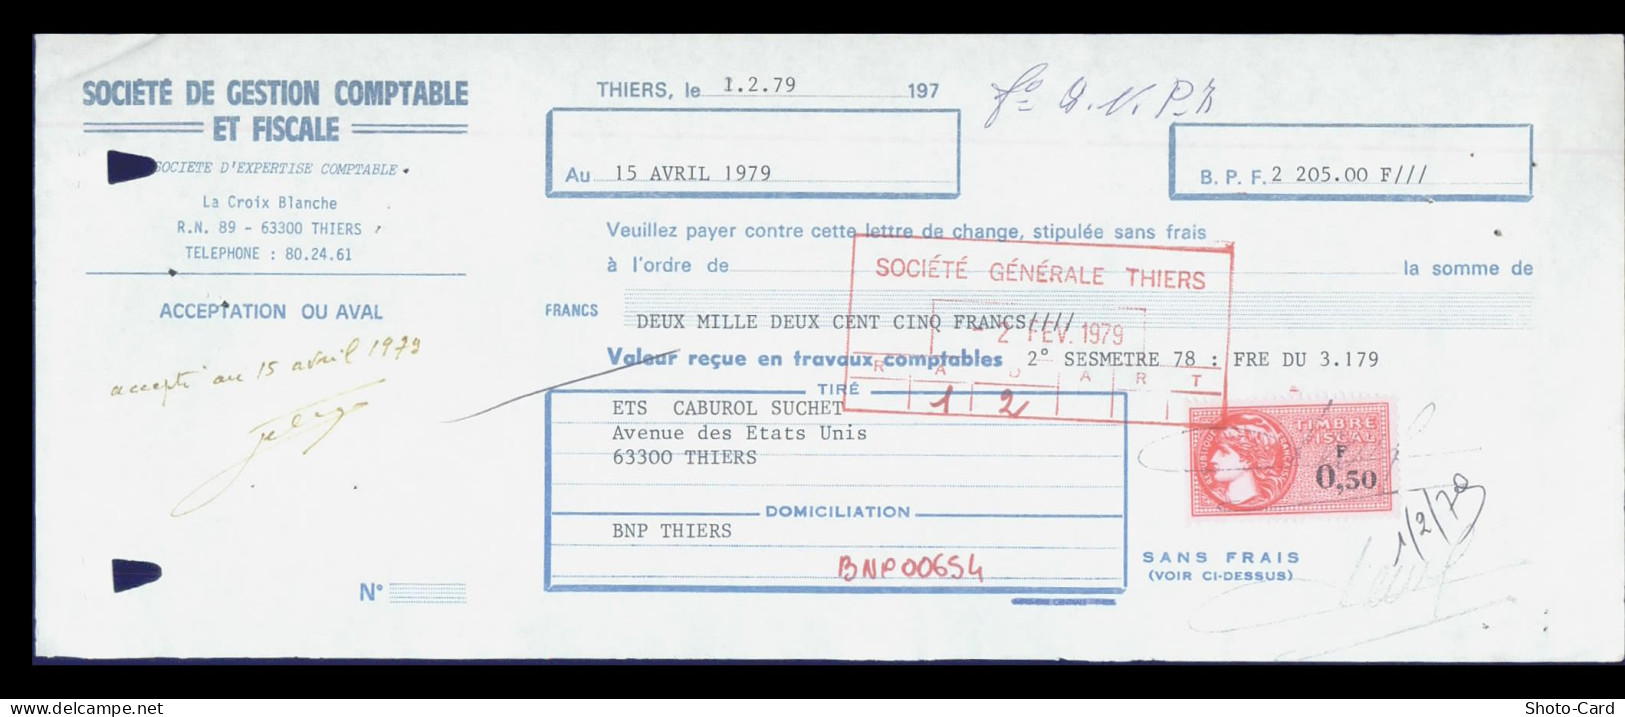 SOCIÉTÉ DE GESTION COMPTABLE
ET FISCALE
SOCIETE D'EXPERTISE COMPTABLE
La Croix Blanche
R.N. 89 - 63300 THIERS
TELEPHONE : 80.24.61
ACCEPTATION OU AVAL
accepté au 15 avril 1979
N°
THIERS, le 1.2.79 197
Au 15 AVRIL 1979
B. P. F. 2 205.00 F///
Veuillez payer contre cette lettre de change, stipulée sans frais
à l'ordre de la somme de
SOCIÉTÉ GÉNÉRALE THIERS
FRANCS DEUX MILLE DEUX CENT CINQ FRANCS////
- 2 FEV. 1979
Valeur reçue en travaux comptables 2° SESMETRE 78 : FRE DU 3.179
R A D A R T
1 2
TIRÉ
ETS CABUROL SUCHET
Avenue des Etats Unis
63300 THIERS
TIMBRE
FISCAL
F
0,50
DOMICILIATION
BNP THIERS
BNP00654
1/2/79
SANS FRAIS
(VOIR CI-DESSUS)
www.delcampe.net
Shoto-Card